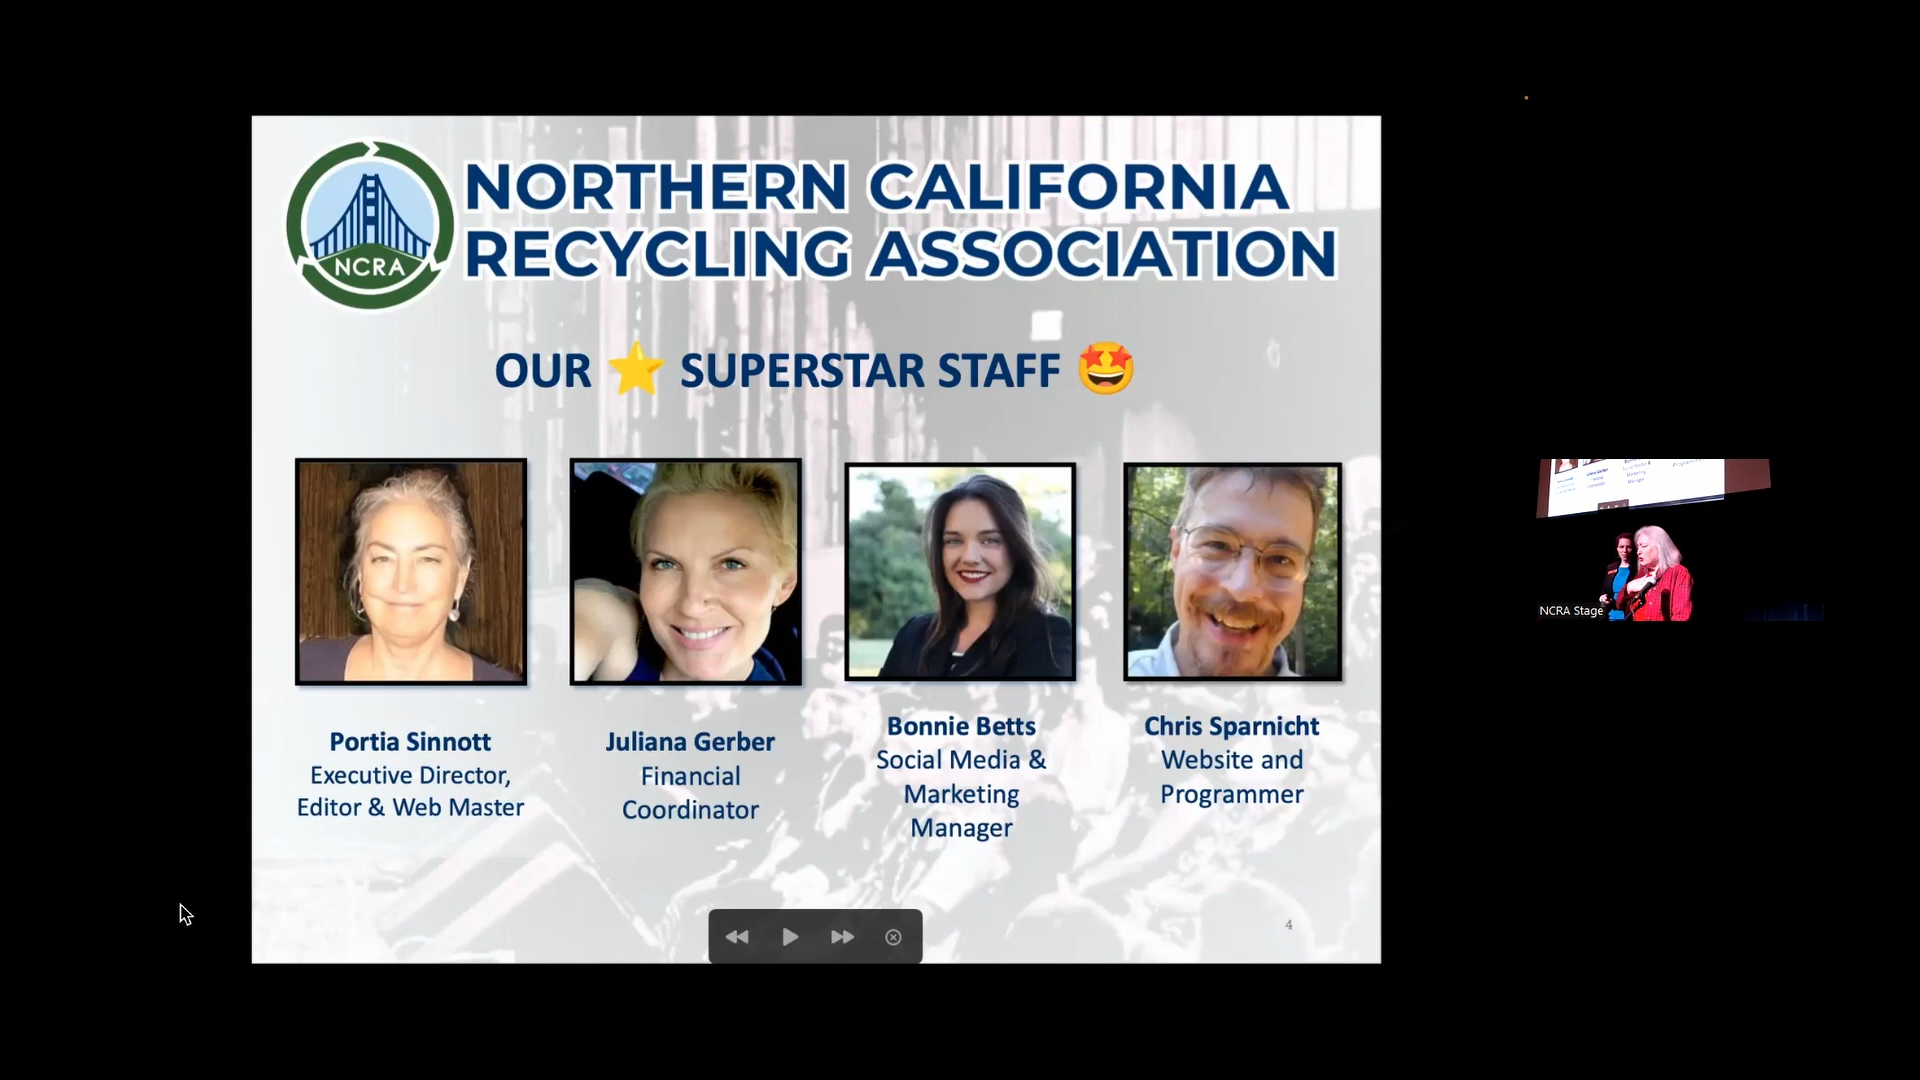 NORTHERN CALIFORNIA
RECYCLING ASSOCIATION
NCRA
OUR ⭐ SUPERSTAR STAFF 🤩
Portia Sinnott
Executive Director,
Editor & Web Master
Juliana Gerber
Financial
Coordinator
Bonnie Betts
Social Media &
Marketing
Manager
Chris Sparnicht
Website and
Programmer
4
NCRA Stage